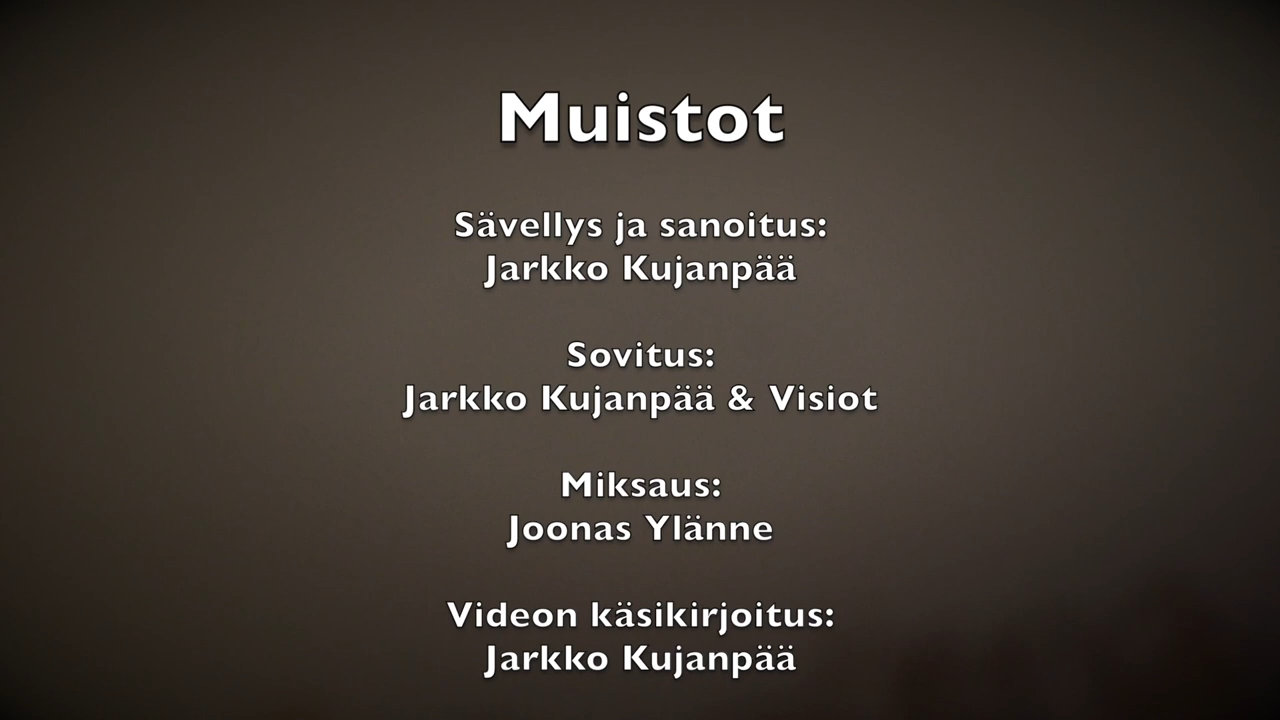 Muistot
Sävellys ja sanoitus:
Jarkko Kujanpää
Sovitus:
Jarkko Kujanpää & Visiot
Miksaus:
Joonas Ylänne
Videon käsikirjoitus:
Jarkko Kujanpää